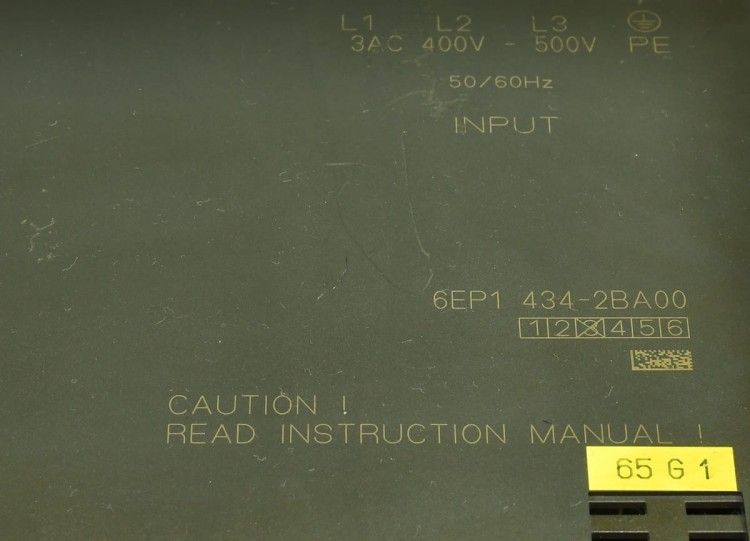 L1 L2 L3
3AC 400V - 500V PE
50/60Hz
INPUT
6EP1 434-2BA00
1 2 3 4 5 6
CAUTION !
READ INSTRUCTION MANUAL !
65 G 1